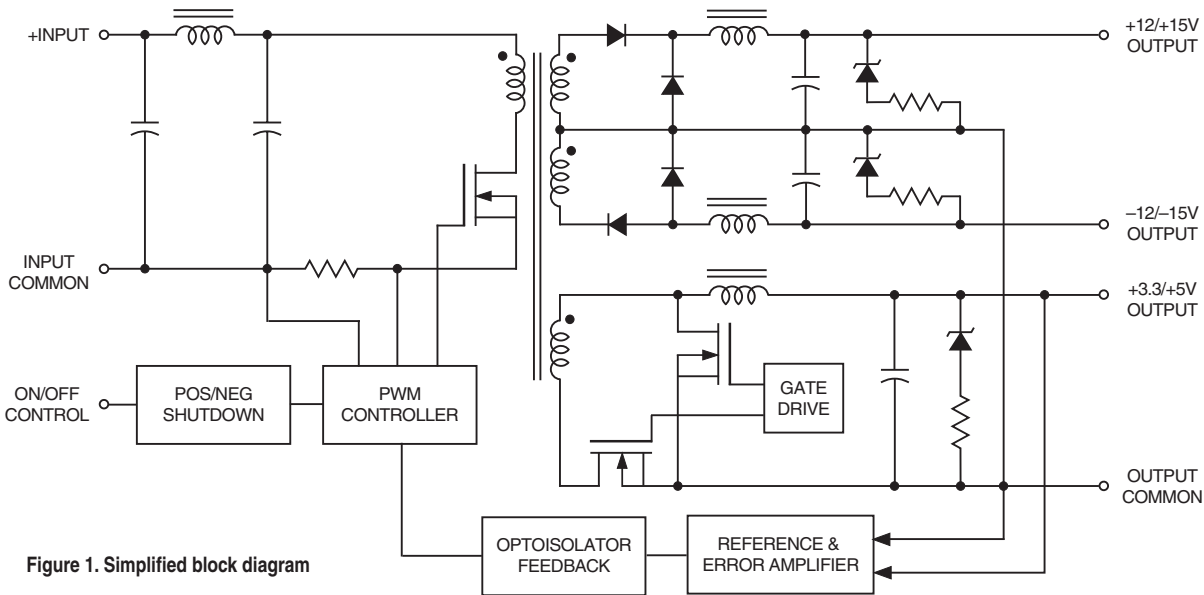 +INPUT
+12/+15V
OUTPUT
–12/–15V
OUTPUT
INPUT
COMMON
+3.3/+5V
OUTPUT
ON/OFF
CONTROL
POS/NEG
SHUTDOWN
PWM
CONTROLLER
GATE
DRIVE
OUTPUT
COMMON
OPTOISOLATOR
FEEDBACK
REFERENCE &
ERROR AMPLIFIER
Figure 1. Simplified block diagram